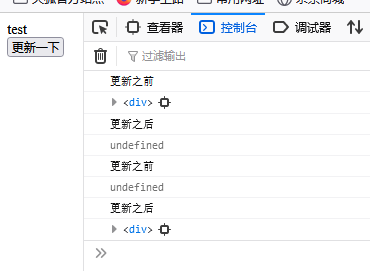 test
更新一下
查看器
控制台
调试器
过滤输出
更新之前
<div>
更新之后
undefined
更新之前
undefined
更新之后
<div>